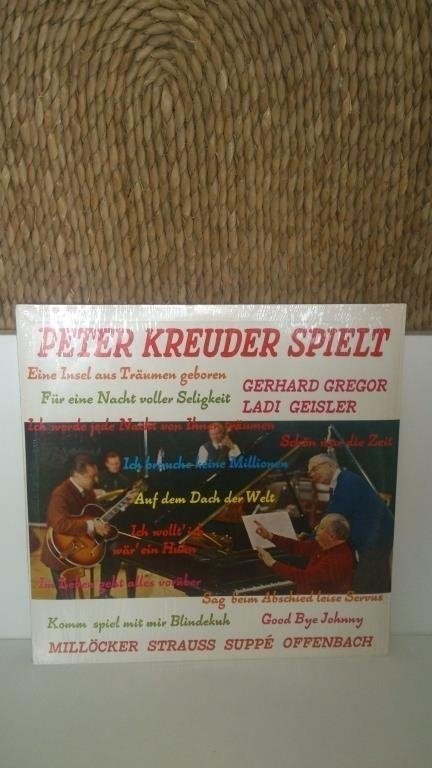 PETER KREUDER SPIELT
Eine Insel aus Träumen geboren
GERHARD GREGOR
Für eine Nacht voller Seligkeit
LADI GEISLER
Ich werde jede Nacht von Ihnen träumen
Schön war die Zeit
Ich brauche keine Millionen
Auf dem Dach der Welt
Ich wollt' ich
wär' ein Huhn
Im Leben geht alles vorüber
Sag beim Abschied leise Servus
Komm spiel mit mir Blindekuh
Good Bye Johnny
MILLÖCKER STRAUSS SUPPÉ OFFENBACH